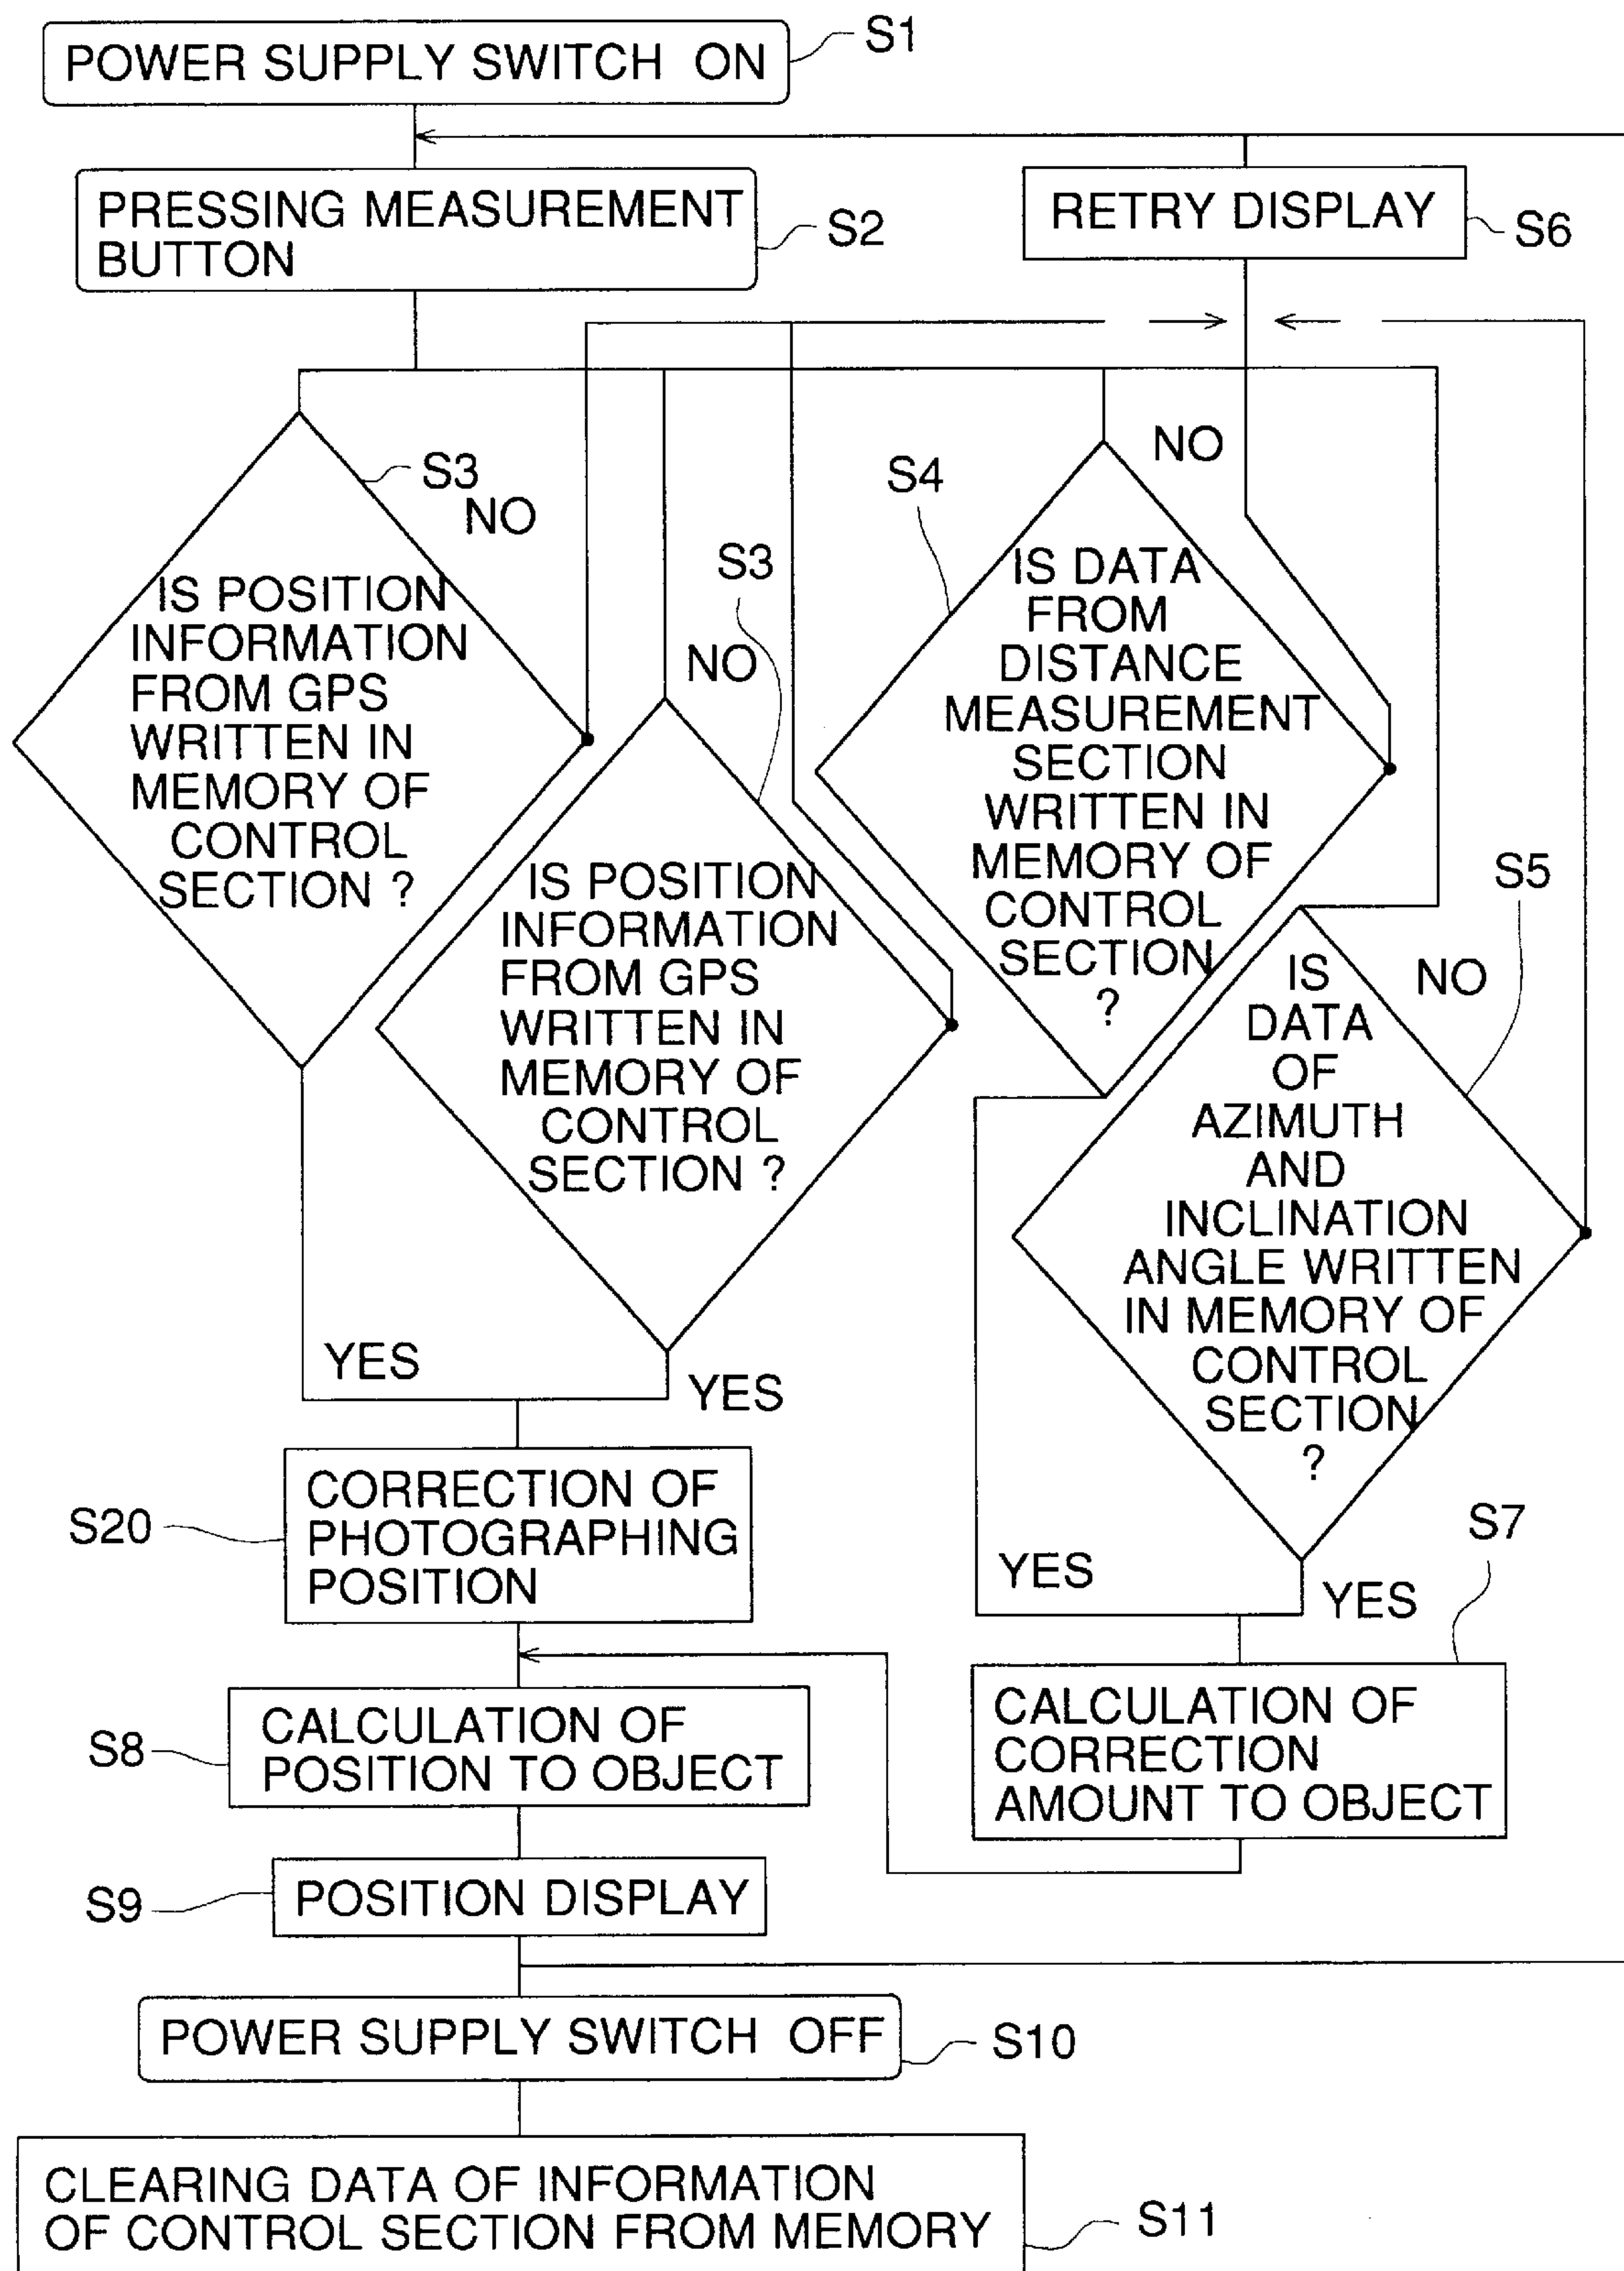 POWER SUPPLY SWITCH ON
S1
PRESSING MEASUREMENT
BUTTON
S2
RETRY DISPLAY
S6
S3
NO
IS POSITION
INFORMATION
FROM GPS
WRITTEN IN
MEMORY OF
CONTROL
SECTION ?
YES
S3
NO
IS POSITION
INFORMATION
FROM GPS
WRITTEN IN
MEMORY OF
CONTROL
SECTION ?
YES
S4
NO
IS DATA
FROM
DISTANCE
MEASUREMENT
SECTION
WRITTEN IN
MEMORY OF
CONTROL
SECTION
?
YES
S5
NO
IS
DATA
OF
AZIMUTH
AND
INCLINATION
ANGLE WRITTEN
IN MEMORY OF
CONTROL
SECTION
?
YES
S20
CORRECTION OF
PHOTOGRAPHING
POSITION
S7
CALCULATION OF
CORRECTION
AMOUNT TO OBJECT
S8
CALCULATION OF
POSITION TO OBJECT
S9
POSITION DISPLAY
POWER SUPPLY SWITCH OFF
S10
CLEARING DATA OF INFORMATION
OF CONTROL SECTION FROM MEMORY
S11